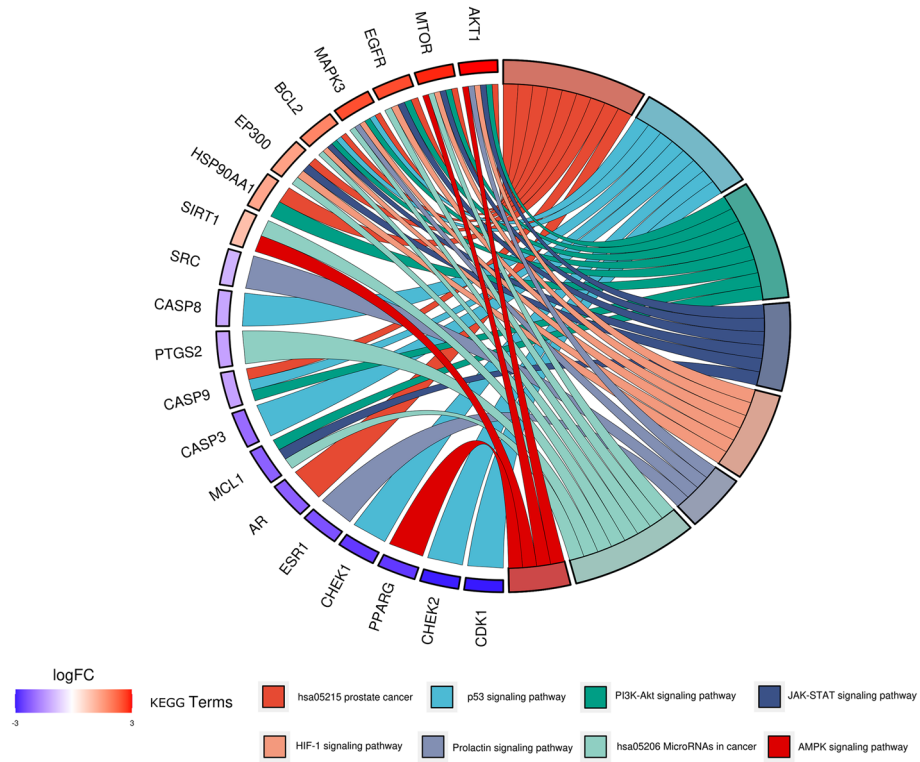 AKT1
MTOR
EGFR
MAPK3
BCL2
EP300
HSP90AA1
SIRT1
SRC
CASP8
PTGS2
CASP9
CASP3
MCL1
AR
ESR1
CHEK1
PPARG
CHEK2
CDK1
logFC
-3
3
KEGG Terms
hsa05215 prostate cancer
p53 signaling pathway
PI3K-Akt signaling pathway
JAK-STAT signaling pathway
HIF-1 signaling pathway
Prolactin signaling pathway
hsa05206 MicroRNAs in cancer
AMPK signaling pathway